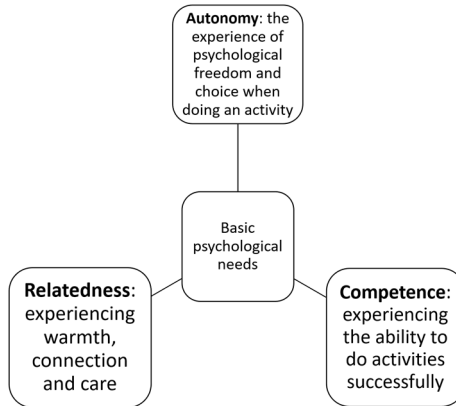 Autonomy: the
experience of
psychological
freedom and
choice when
doing an activity
Basic
psychological
needs
Relatedness:
experiencing
warmth,
connection
and care
Competence:
experiencing
the ability to
do activities
successfully